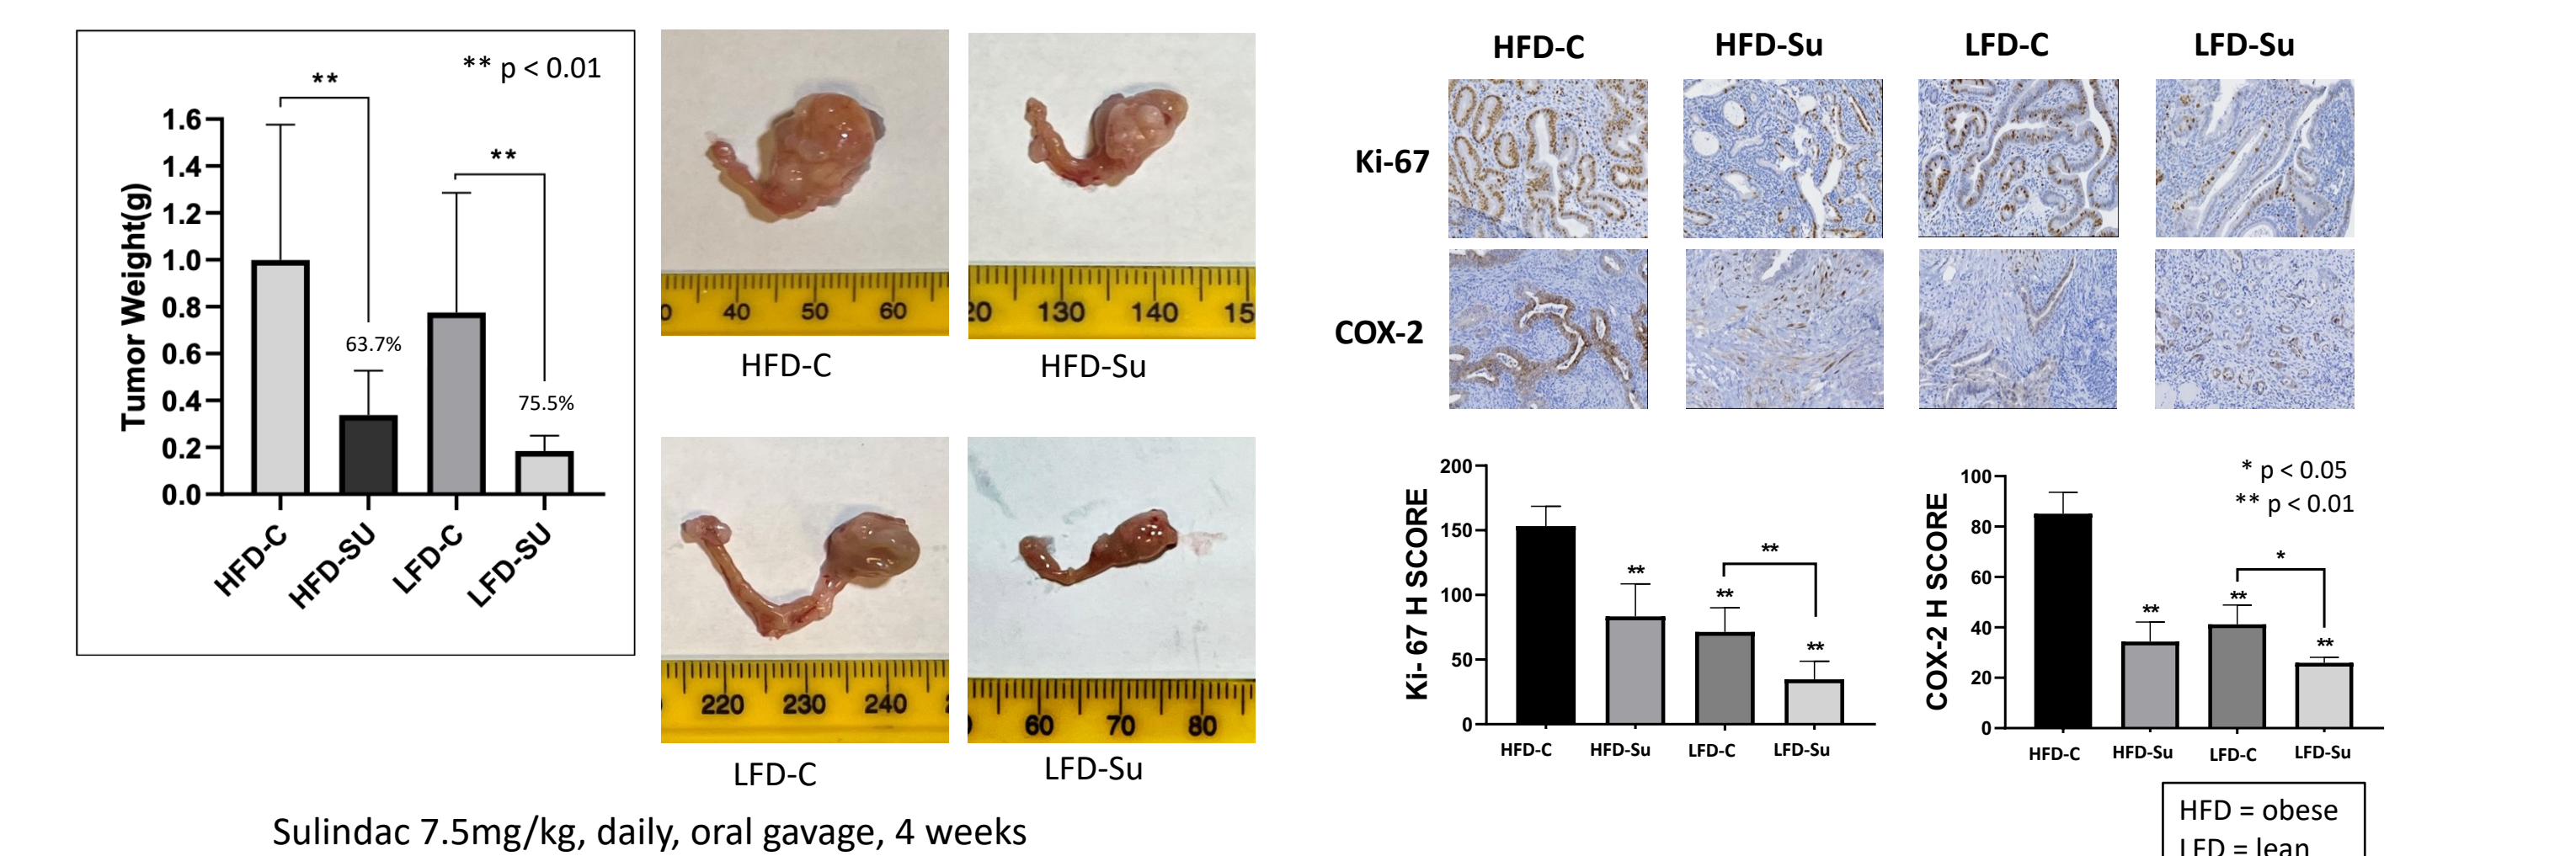 ** p < 0.01
**
**
1.6
1.4
1.2
1.0
0.8
0.6
0.4
0.2
0.0
Tumor Weight(g)
63.7%
75.5%
HFD-C
HFD-SU
LFD-C
LFD-SU
40 50 60
HFD-C
130 140 15
HFD-Su
220 230 240
LFD-C
60 70 80
LFD-Su
Sulindac 7.5mg/kg, daily, oral gavage, 4 weeks
HFD-C HFD-Su LFD-C LFD-Su
Ki-67
COX-2
Ki- 67 H SCORE
200
150
100
50
0
**
**
**
**
HFD-C HFD-Su LFD-C LFD-Su
COX-2 H SCORE
100
80
60
40
20
0
* p < 0.05
** p < 0.01
*
**
**
**
HFD-C HFD-Su LFD-C LFD-Su
HFD = obese
LFD = lean